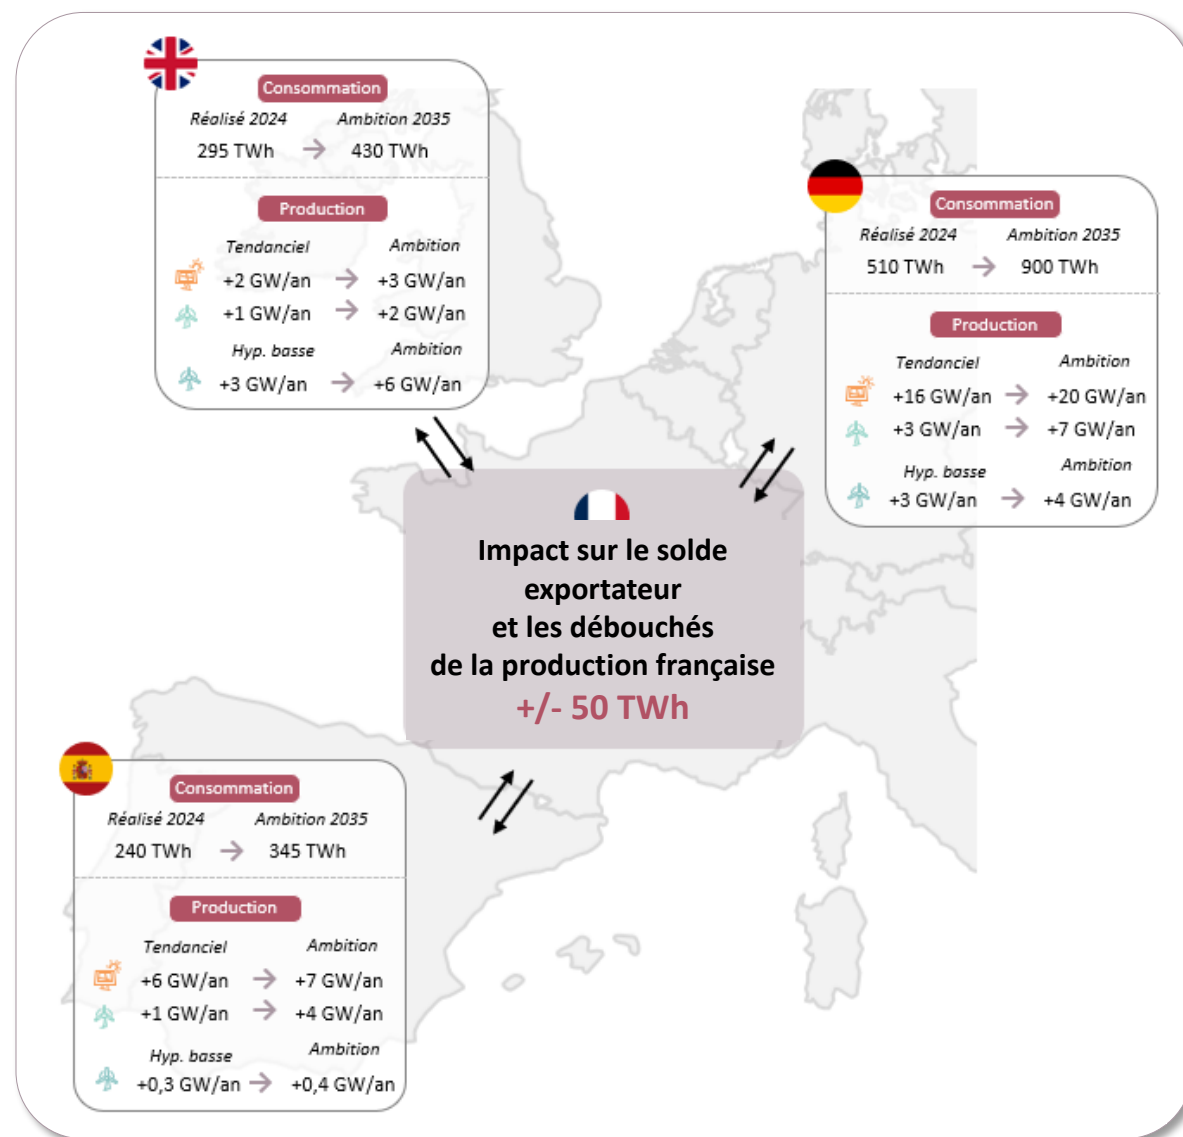 Consommation
Réalisé 2024 Ambition 2035
295 TWh → 430 TWh
Production
Tendanciel Ambition
+2 GW/an → +3 GW/an
+1 GW/an → +2 GW/an
Hyp. basse Ambition
+3 GW/an → +6 GW/an
Consommation
Réalisé 2024 Ambition 2035
510 TWh → 900 TWh
Production
Tendanciel Ambition
+16 GW/an → +20 GW/an
+3 GW/an → +7 GW/an
Hyp. basse Ambition
+3 GW/an → +4 GW/an
Impact sur le solde
exportateur
et les débouchés
de la production française
+/- 50 TWh
Consommation
Réalisé 2024 Ambition 2035
240 TWh → 345 TWh
Production
Tendanciel Ambition
+6 GW/an → +7 GW/an
+1 GW/an → +4 GW/an
Hyp. basse Ambition
+0,3 GW/an → +0,4 GW/an